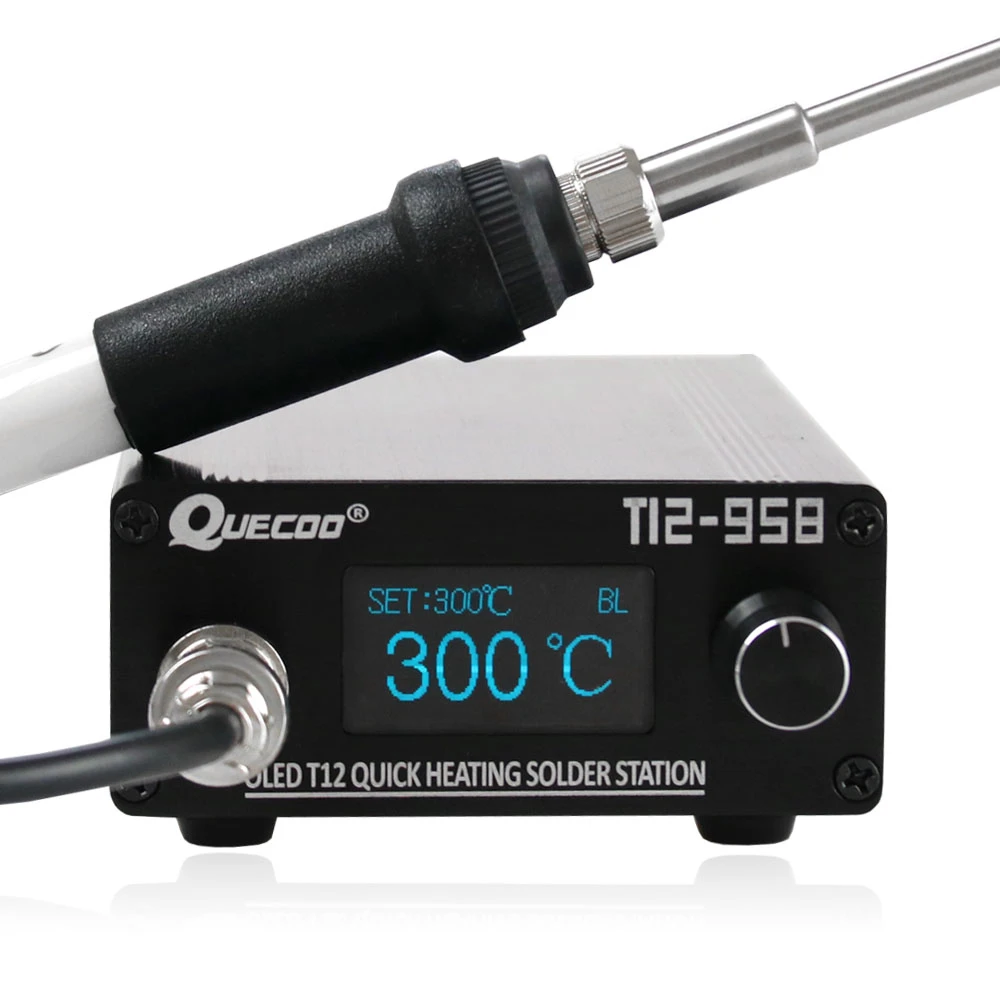 QUECOO®
T12-958
SET:300℃ BL
300℃
OLED T12 QUICK HEATING SOLDER STATION